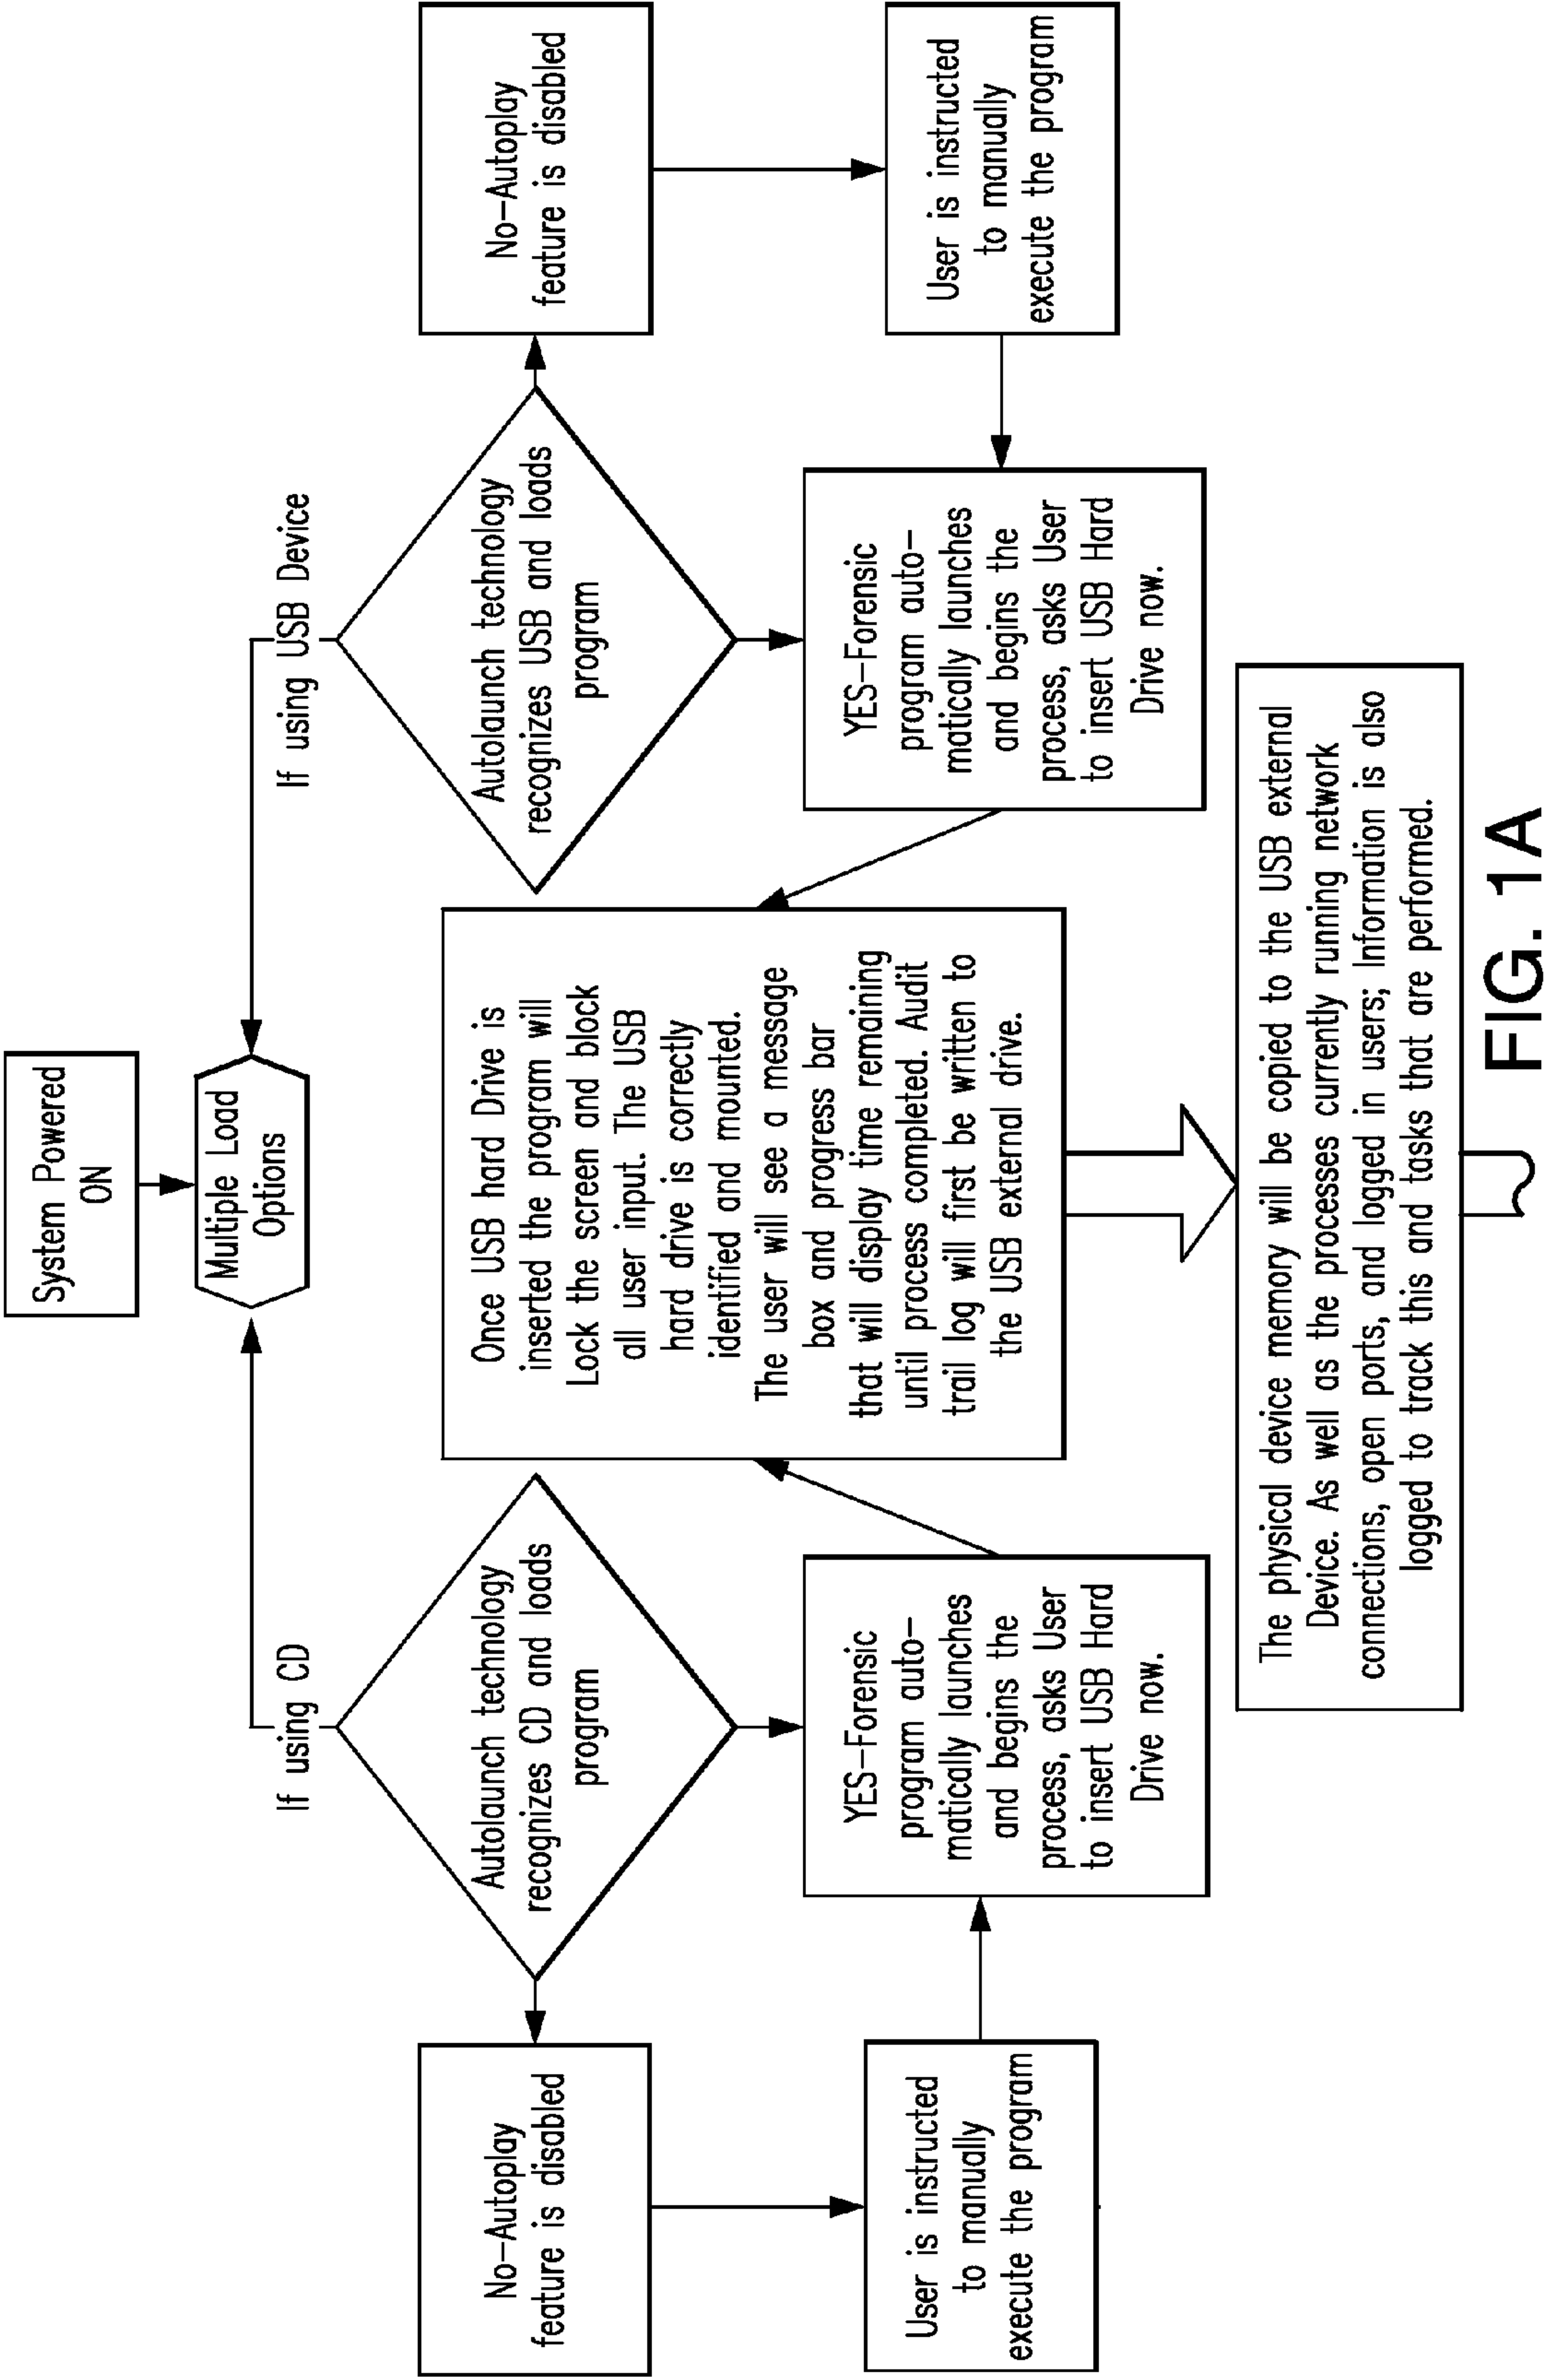 System Powered
ON
Multiple Load
Options
If using CD
If using USB Device
No-Autoplay
feature is disabled
Autolaunch technology
recognizes CD and loads
program
Once USB hard Drive is
inserted the program will
Lock the screen and block
all user input. The USB
hard drive is correctly
identified and mounted.
The user will see a message
box and progress bar
that will display time remaining
until process completed. Audit
trail log will first be written to
the USB external drive.
Autolaunch technology
recognizes USB and loads
program
No-Autoplay
feature is disabled
User is instructed
to manually
execute the program
YES-Forensic
program auto-
matically launches
and begins the
process, asks User
to insert USB Hard
Drive now.
YES-Forensic
program auto-
matically launches
and begins the
process, asks User
to insert USB Hard
Drive now.
User is instructed
to manually
execute the program
The physical device memory will be copied to the USB external
Device. As well as the processes currently running network
connections, open ports, and logged in users; Information is also
logged to track this and tasks that are performed.
FIG. 1A